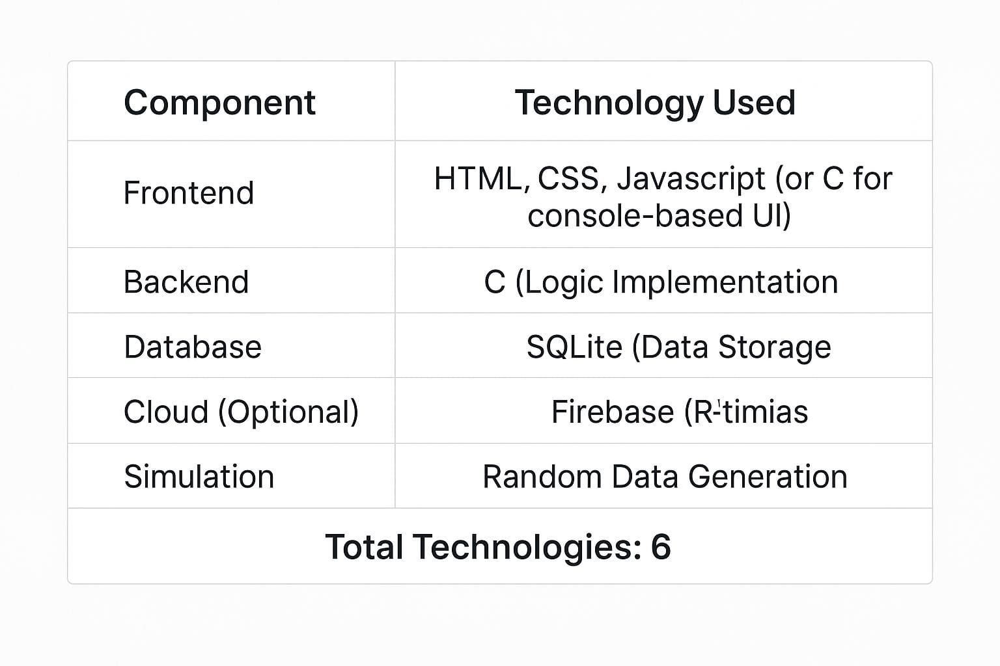 Component
Technology Used
Frontend
HTML, CSS, Javascript (or C for
console-based UI)
Backend
C (Logic Implementation
Database
SQLite (Data Storage
Cloud (Optional)
Firebase
Simulation
Random Data Generation
Total Technologies: 6